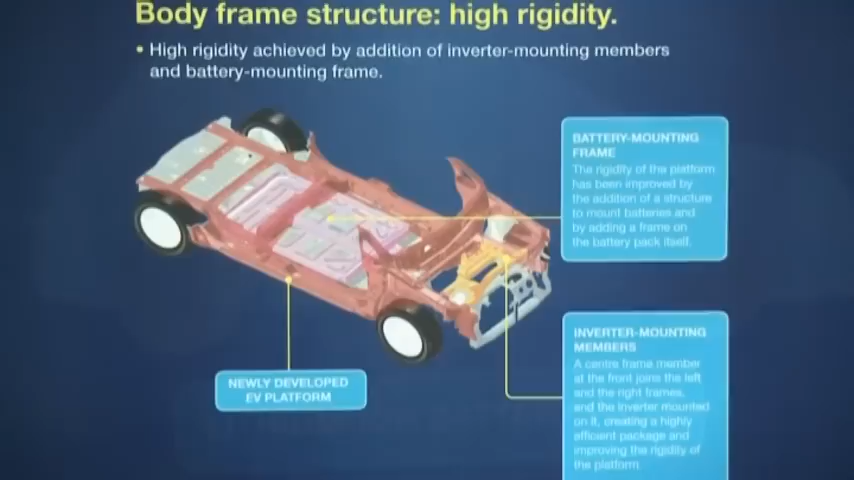 Body frame structure: high rigidity.
• High rigidity achieved by addition of inverter-mounting members
and battery-mounting frame.
BATTERY-MOUNTING
FRAME
The rigidity of the platform
has been improved by
the addition of a structure
to mount batteries and
by adding a frame on
the battery pack itself.
NEWLY DEVELOPED
EV PLATFORM
INVERTER-MOUNTING
MEMBERS
A centre frame member
at the front joins the left
and the right frames,
and the inverter mounted
on it, creating a highly
efficient package and
improving the rigidity of
the platform.